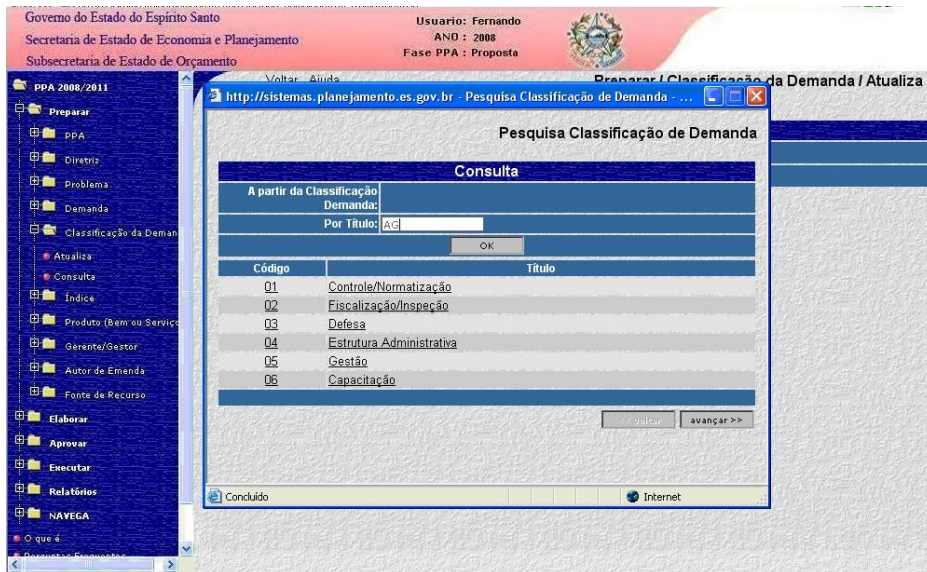 Governo do Estado do Espírito Santo
Secretaria de Estado de Economia e Planejamento
Subsecretaria de Estado de Orçamento
Usuario: Fernando
ANO : 2008
Fase PPA : Proposta
Voltar Ajuda
Preparar / Classificação da Demanda / Atualiza
PPA 2008/2011
Preparar
PPA
Diretriz
Problema
Demanda
Classificação da Deman
Atualiza
Consulta
Índice
Produto (Bem ou Serviço
Gerente/Gestor
Autor de Emenda
Fonte de Recurso
Elaborar
Aprovar
Executar
Relatórios
NAVEGA
O que é
Perguntas Frequentes
http://sistemas.planejamento.es.gov.br - Pesquisa Classificação de Demanda - ...
Pesquisa Classificação de Demanda
Consulta
A partir da Classificação
Demanda:
Por Título: AG
OK
Código Título
01 Controle/Normatização
02 Fiscalização/Inspeção
03 Defesa
04 Estrutura Administrativa
05 Gestão
06 Capacitação
<< voltar avançar >>
Concluído Internet